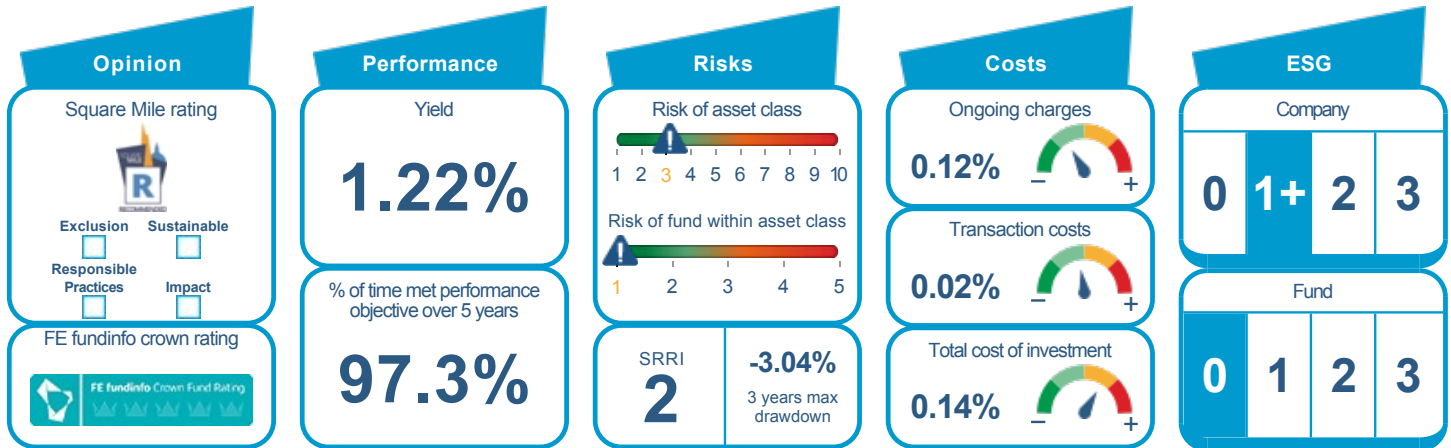 Opinion
Square Mile rating
R
RECOMMENDED
Exclusion
Sustainable
Responsible
Practices
Impact
FE fundinfo crown rating
FE fundinfo Crown Fund Rating
Performance
Yield
1.22%
% of time met performance
objective over 5 years
97.3%
Risks
Risk of asset class
1 2 3 4 5 6 7 8 9 10
Risk of fund within asset class
1 2 3 4 5
SRRI
2
-3.04%
3 years max
drawdown
Costs
Ongoing charges
0.12%
− +
Transaction costs
0.02%
− +
Total cost of investment
0.14%
− +
ESG
Company
0 1+ 2 3
Fund
0 1 2 3